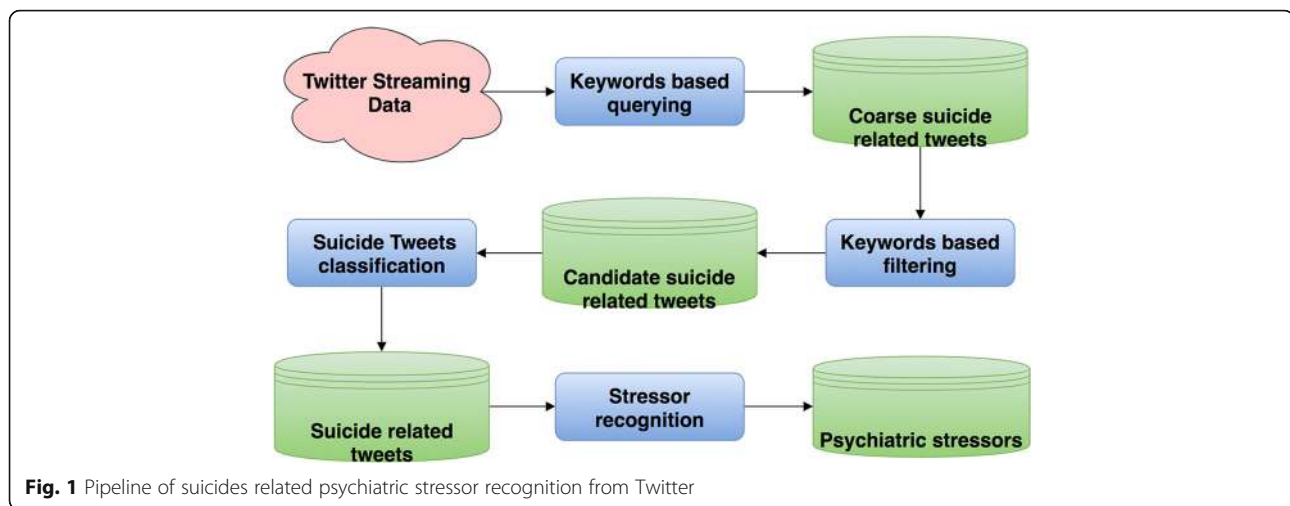 Twitter Streaming
Data
Keywords based
querying
Coarse suicide
related tweets
Keywords based
filtering
Candidate suicide
related tweets
Suicide Tweets
classification
Suicide related
tweets
Stressor
recognition
Psychiatric stressors
Fig. 1 Pipeline of suicides related psychiatric stressor recognition from Twitter